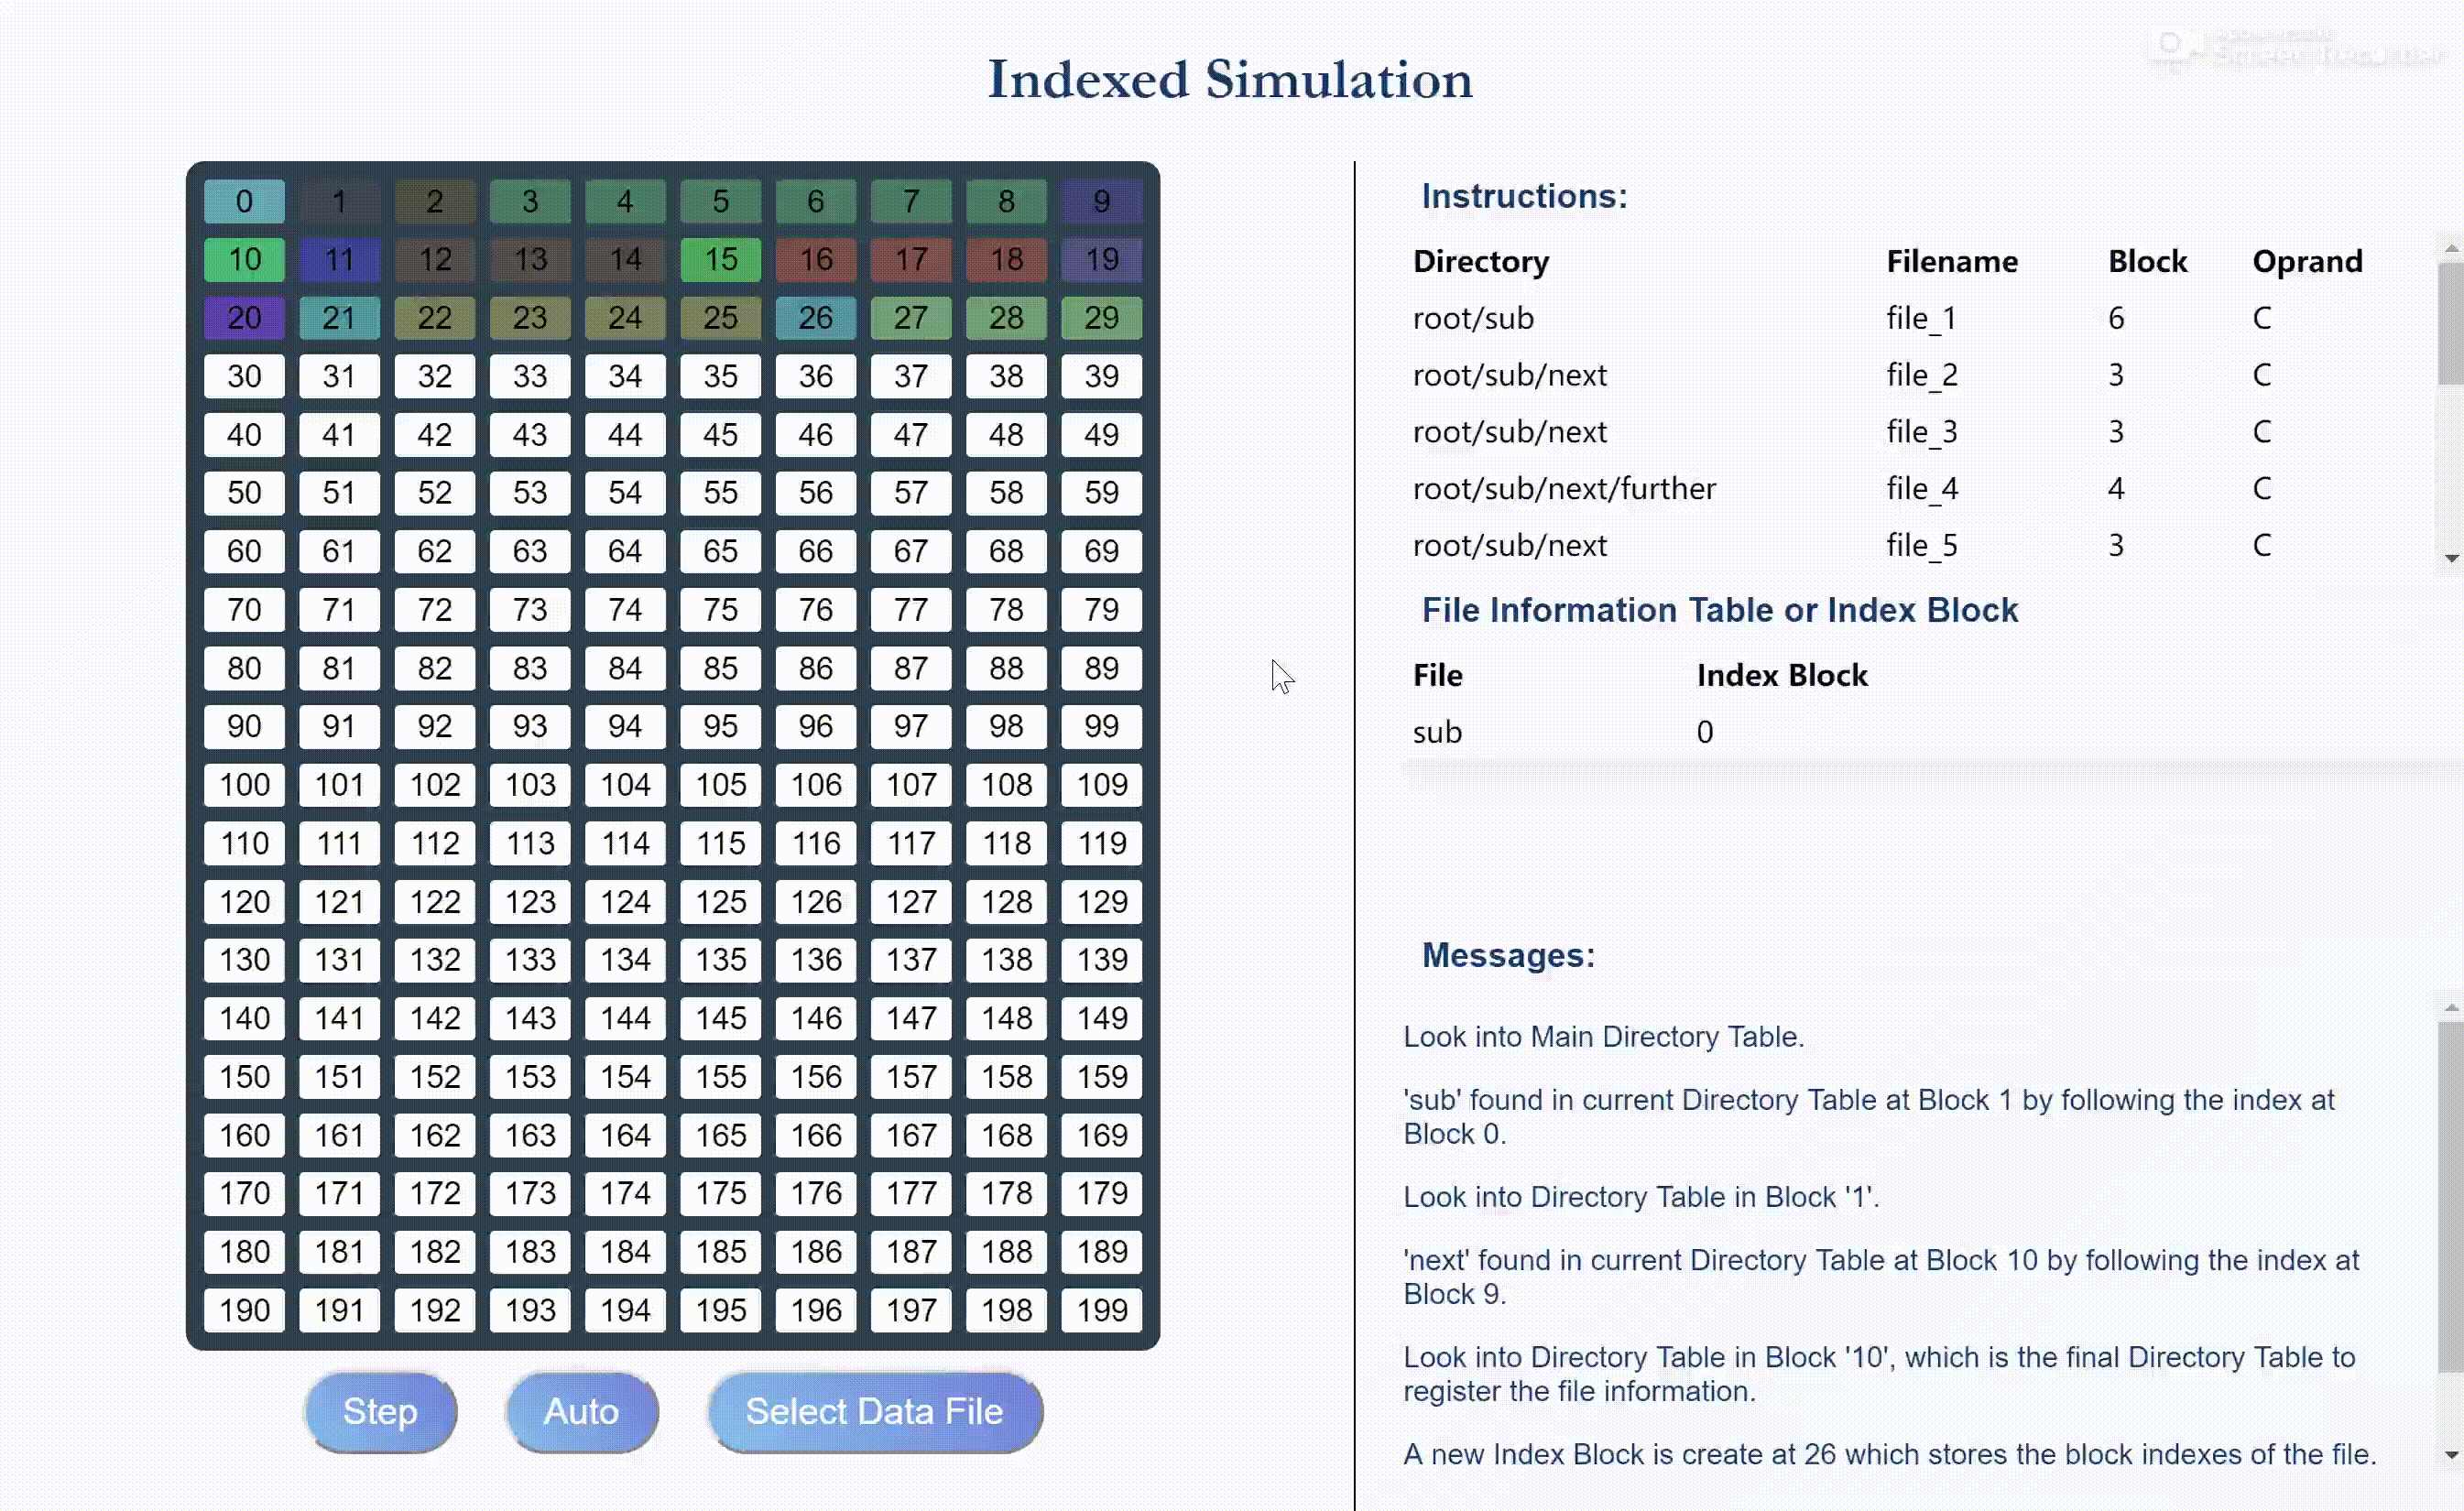 Indexed Simulation
0 1 2 3 4 5 6 7 8 9
10 11 12 13 14 15 16 17 18 19
20 21 22 23 24 25 26 27 28 29
30 31 32 33 34 35 36 37 38 39
40 41 42 43 44 45 46 47 48 49
50 51 52 53 54 55 56 57 58 59
60 61 62 63 64 65 66 67 68 69
70 71 72 73 74 75 76 77 78 79
80 81 82 83 84 85 86 87 88 89
90 91 92 93 94 95 96 97 98 99
100 101 102 103 104 105 106 107 108 109
110 111 112 113 114 115 116 117 118 119
120 121 122 123 124 125 126 127 128 129
130 131 132 133 134 135 136 137 138 139
140 141 142 143 144 145 146 147 148 149
150 151 152 153 154 155 156 157 158 159
160 161 162 163 164 165 166 167 168 169
170 171 172 173 174 175 176 177 178 179
180 181 182 183 184 185 186 187 188 189
190 191 192 193 194 195 196 197 198 199
Step Auto Select Data File
Instructions:
Directory Filename Block Oprand
root/sub file_1 6 C
root/sub/next file_2 3 C
root/sub/next file_3 3 C
root/sub/next/further file_4 4 C
root/sub/next file_5 3 C
File Information Table or Index Block
File Index Block
sub 0
Messages:
Look into Main Directory Table.
'sub' found in current Directory Table at Block 1 by following the index at
Block 0.
Look into Directory Table in Block '1'.
'next' found in current Directory Table at Block 10 by following the index at
Block 9.
Look into Directory Table in Block '10', which is the final Directory Table to
register the file information.
A new Index Block is create at 26 which stores the block indexes of the file.